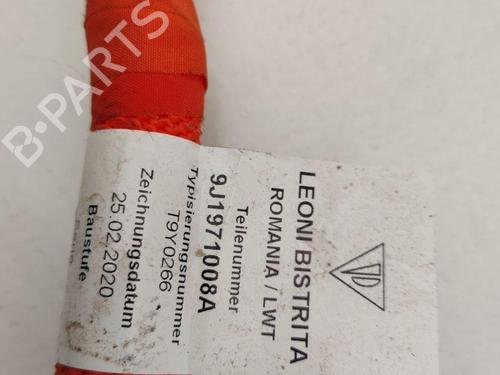 LEONI BISTRITA
ROMANIA / LWT
Teilenummer
9J1971008A
Typisierungsnummer
T9Y0266
Zeichnungsdatum
25.02.2020
Baustufe
B-PARTS